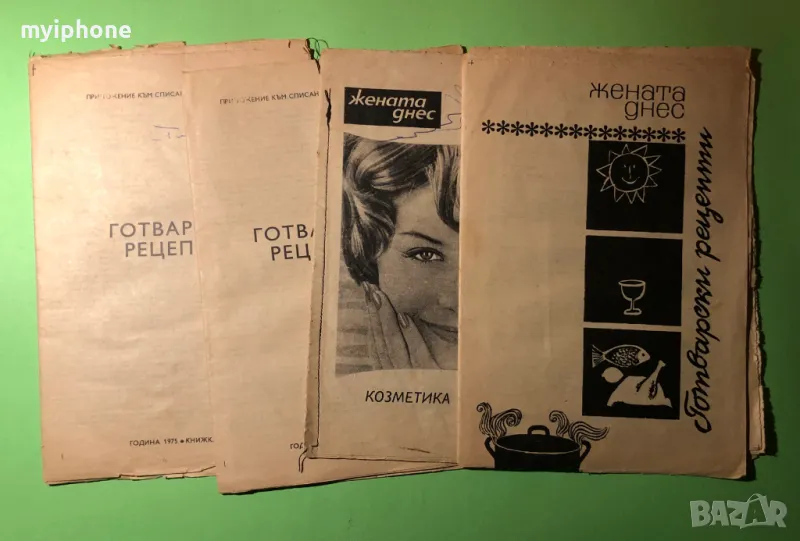 myiphone
ПРИЛОЖЕНИЕ КЪМ СПИСАН
ГОТВАР
РЕЦЕП
ГОДИНА 1975 • КНИЖК
ПРИЛОЖЕНИЕ КЪМ СПИСАН
ГОТВА
РЕЦ
жената
днес
КОЗМЕТИКА
жената
днес
*************
Готварски рецепти
BAZAR